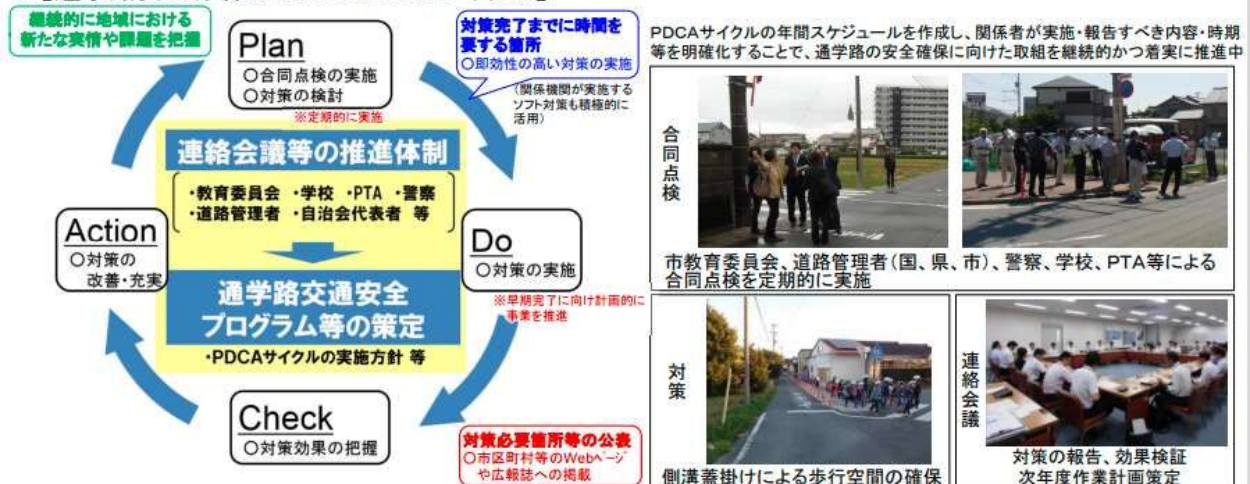 継続的に地域における
新たな実情や課題を把握
Plan
○合同点検の実施
○対策の検討
※定期的に実施
対策完了までに時間を
要する箇所
○即効性の高い対策の実施
(関係機関が実施する
ソフト対策も積極的に
活用)
連絡会議等の推進体制
・教育委員会 ・学校 ・PTA ・警察
・道路管理者 ・自治会代表者 等
Action
○対策の
改善・充実
Do
○対策の実施
※早期完了に向け計画的に
事業を推進
通学路交通安全
プログラム等の策定
・PDCAサイクルの実施方針 等
Check
○対策効果の把握
対策必要箇所等の公表
○市区町村等のWebページ
や広報誌への掲載
PDCAサイクルの年間スケジュールを作成し、関係者が実施・報告すべき内容・時期
等を明確化することで、通学路の安全確保に向けた取組を継続的かつ着実に推進中
合同点検
市教育委員会、道路管理者(国、県、市)、警察、学校、PTA等による
合同点検を定期的に実施
対策
側溝蓋掛けによる歩行空間の確保
連絡会議
対策の報告、効果検証
次年度作業計画策定